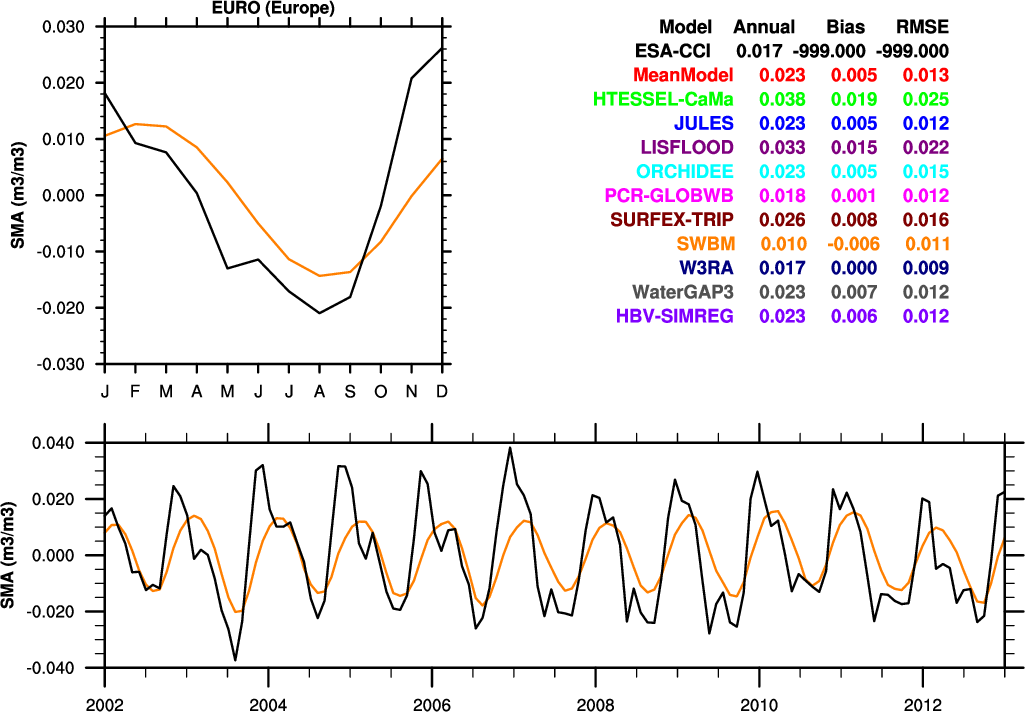 EURO (Europe)
0.030
0.020
0.010
0.000
-0.010
-0.020
-0.030
SMA (m3/m3)
J F M A M J J A S O N D
Model Annual Bias RMSE
ESA-CCI 0.017 -999.000 -999.000
MeanModel 0.023 0.005 0.013
HTESSEL-CaMa 0.038 0.019 0.025
JULES 0.023 0.005 0.012
LISFLOOD 0.033 0.015 0.022
ORCHIDEE 0.023 0.005 0.015
PCR-GLOBWB 0.018 0.001 0.012
SURFEX-TRIP 0.026 0.008 0.016
SWBM 0.010 -0.006 0.011
W3RA 0.017 0.000 0.009
WaterGAP3 0.023 0.007 0.012
HBV-SIMREG 0.023 0.006 0.012
0.040
0.020
0.000
-0.020
-0.040
SMA (m3/m3)
2002 2004 2006 2008 2010 2012